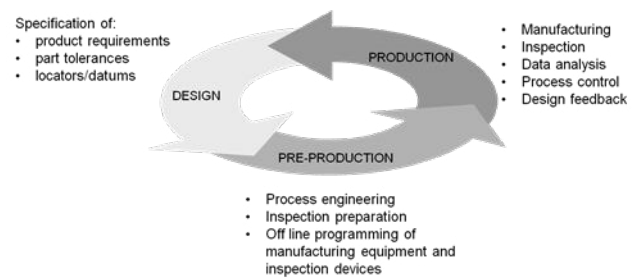 Specification of:
• product requirements
• part tolerances
• locators/datums
DESIGN
PRODUCTION
• Manufacturing
• Inspection
• Data analysis
• Process control
• Design feedback
PRE-PRODUCTION
• Process engineering
• Inspection preparation
• Off line programming of
manufacturing equipment and
inspection devices